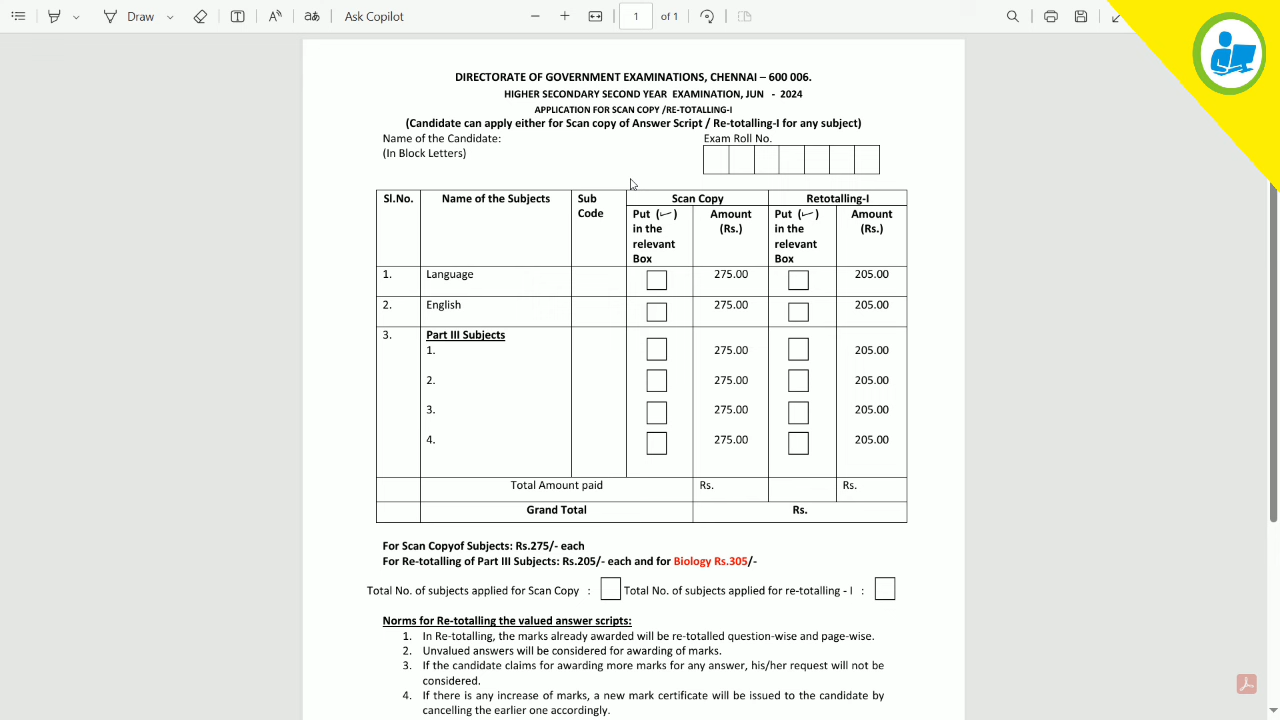 Draw
Ask Copilot
1 of 1
DIRECTORATE OF GOVERNMENT EXAMINATIONS, CHENNAI – 600 006.
HIGHER SECONDARY SECOND YEAR EXAMINATION, JUN - 2024
APPLICATION FOR SCAN COPY /RE-TOTALLING-I
(Candidate can apply either for Scan copy of Answer Script / Re-totalling-I for any subject)
Name of the Candidate: Exam Roll No.
(In Block Letters)
Sl.No. Name of the Subjects Sub Code Scan Copy Retotalling-I
Put (✓) in the relevant Box Amount (Rs.) Put (✓) in the relevant Box Amount (Rs.)
1. Language 275.00 205.00
2. English 275.00 205.00
3. Part III Subjects
1. 275.00 205.00
2. 275.00 205.00
3. 275.00 205.00
4. 275.00 205.00
Total Amount paid Rs. Rs.
Grand Total Rs.
For Scan Copyof Subjects: Rs.275/- each
For Re-totalling of Part III Subjects: Rs.205/- each and for Biology Rs.305/-
Total No. of subjects applied for Scan Copy : Total No. of subjects applied for re-totalling - I :
Norms for Re-totalling the valued answer scripts:
1. In Re-totalling, the marks already awarded will be re-totalled question-wise and page-wise.
2. Unvalued answers will be considered for awarding of marks.
3. If the candidate claims for awarding more marks for any answer, his/her request will not be
considered.
4. If there is any increase of marks, a new mark certificate will be issued to the candidate by
cancelling the earlier one accordingly.